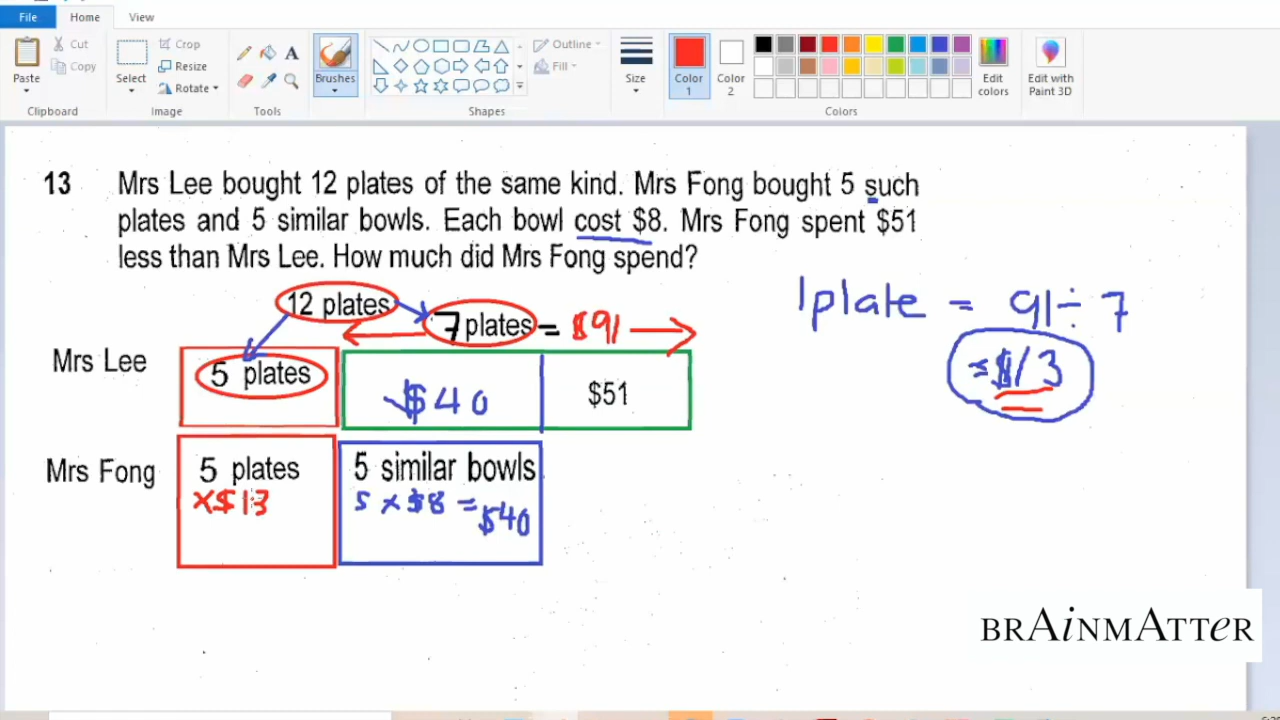 File Home View
Cut
Copy
Paste
Clipboard
Select
Crop
Resize
Rotate
Image
Tools
Brushes
Shapes
Outline
Fill
Size
Color 1
Color 2
Edit colors
Colors
Edit with Paint 3D
13 Mrs Lee bought 12 plates of the same kind. Mrs Fong bought 5 such
plates and 5 similar bowls. Each bowl cost $8. Mrs Fong spent $51
less than Mrs Lee. How much did Mrs Fong spend?
12 plates
7 plates = $91
1 plate = 91 ÷ 7
= $13
Mrs Lee 5 plates $40 $51
Mrs Fong 5 plates 5 similar bowls
x $13 5 x $8 = $40
BRAiNMATTeR